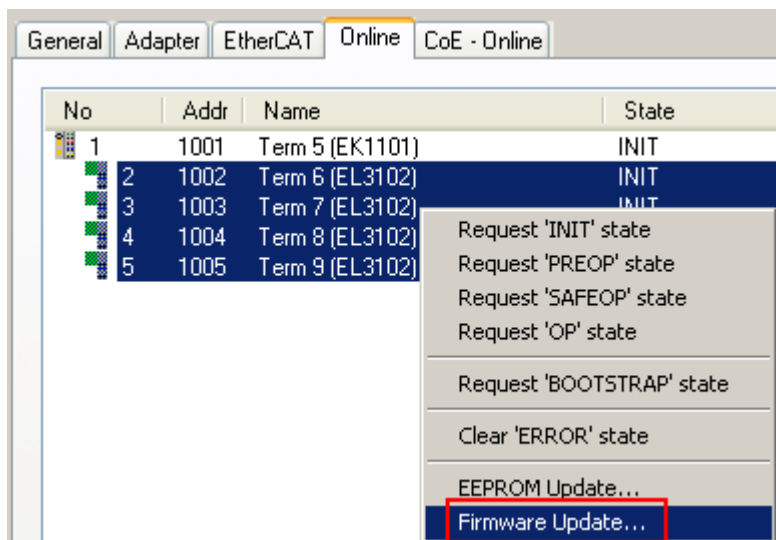 General Adapter EtherCAT Online CoE - Online
No Addr Name State
1 1001 Term 5 (EK1101) INIT
2 1002 Term 6 (EL3102) INIT
3 1003 Term 7 (EL3102) INIT
4 1004 Term 8 (EL3102)
5 1005 Term 9 (EL3102)
Request 'INIT' state
Request 'PREOP' state
Request 'SAFEOP' state
Request 'OP' state
Request 'BOOTSTRAP' state
Clear 'ERROR' state
EEPROM Update...
Firmware Update...